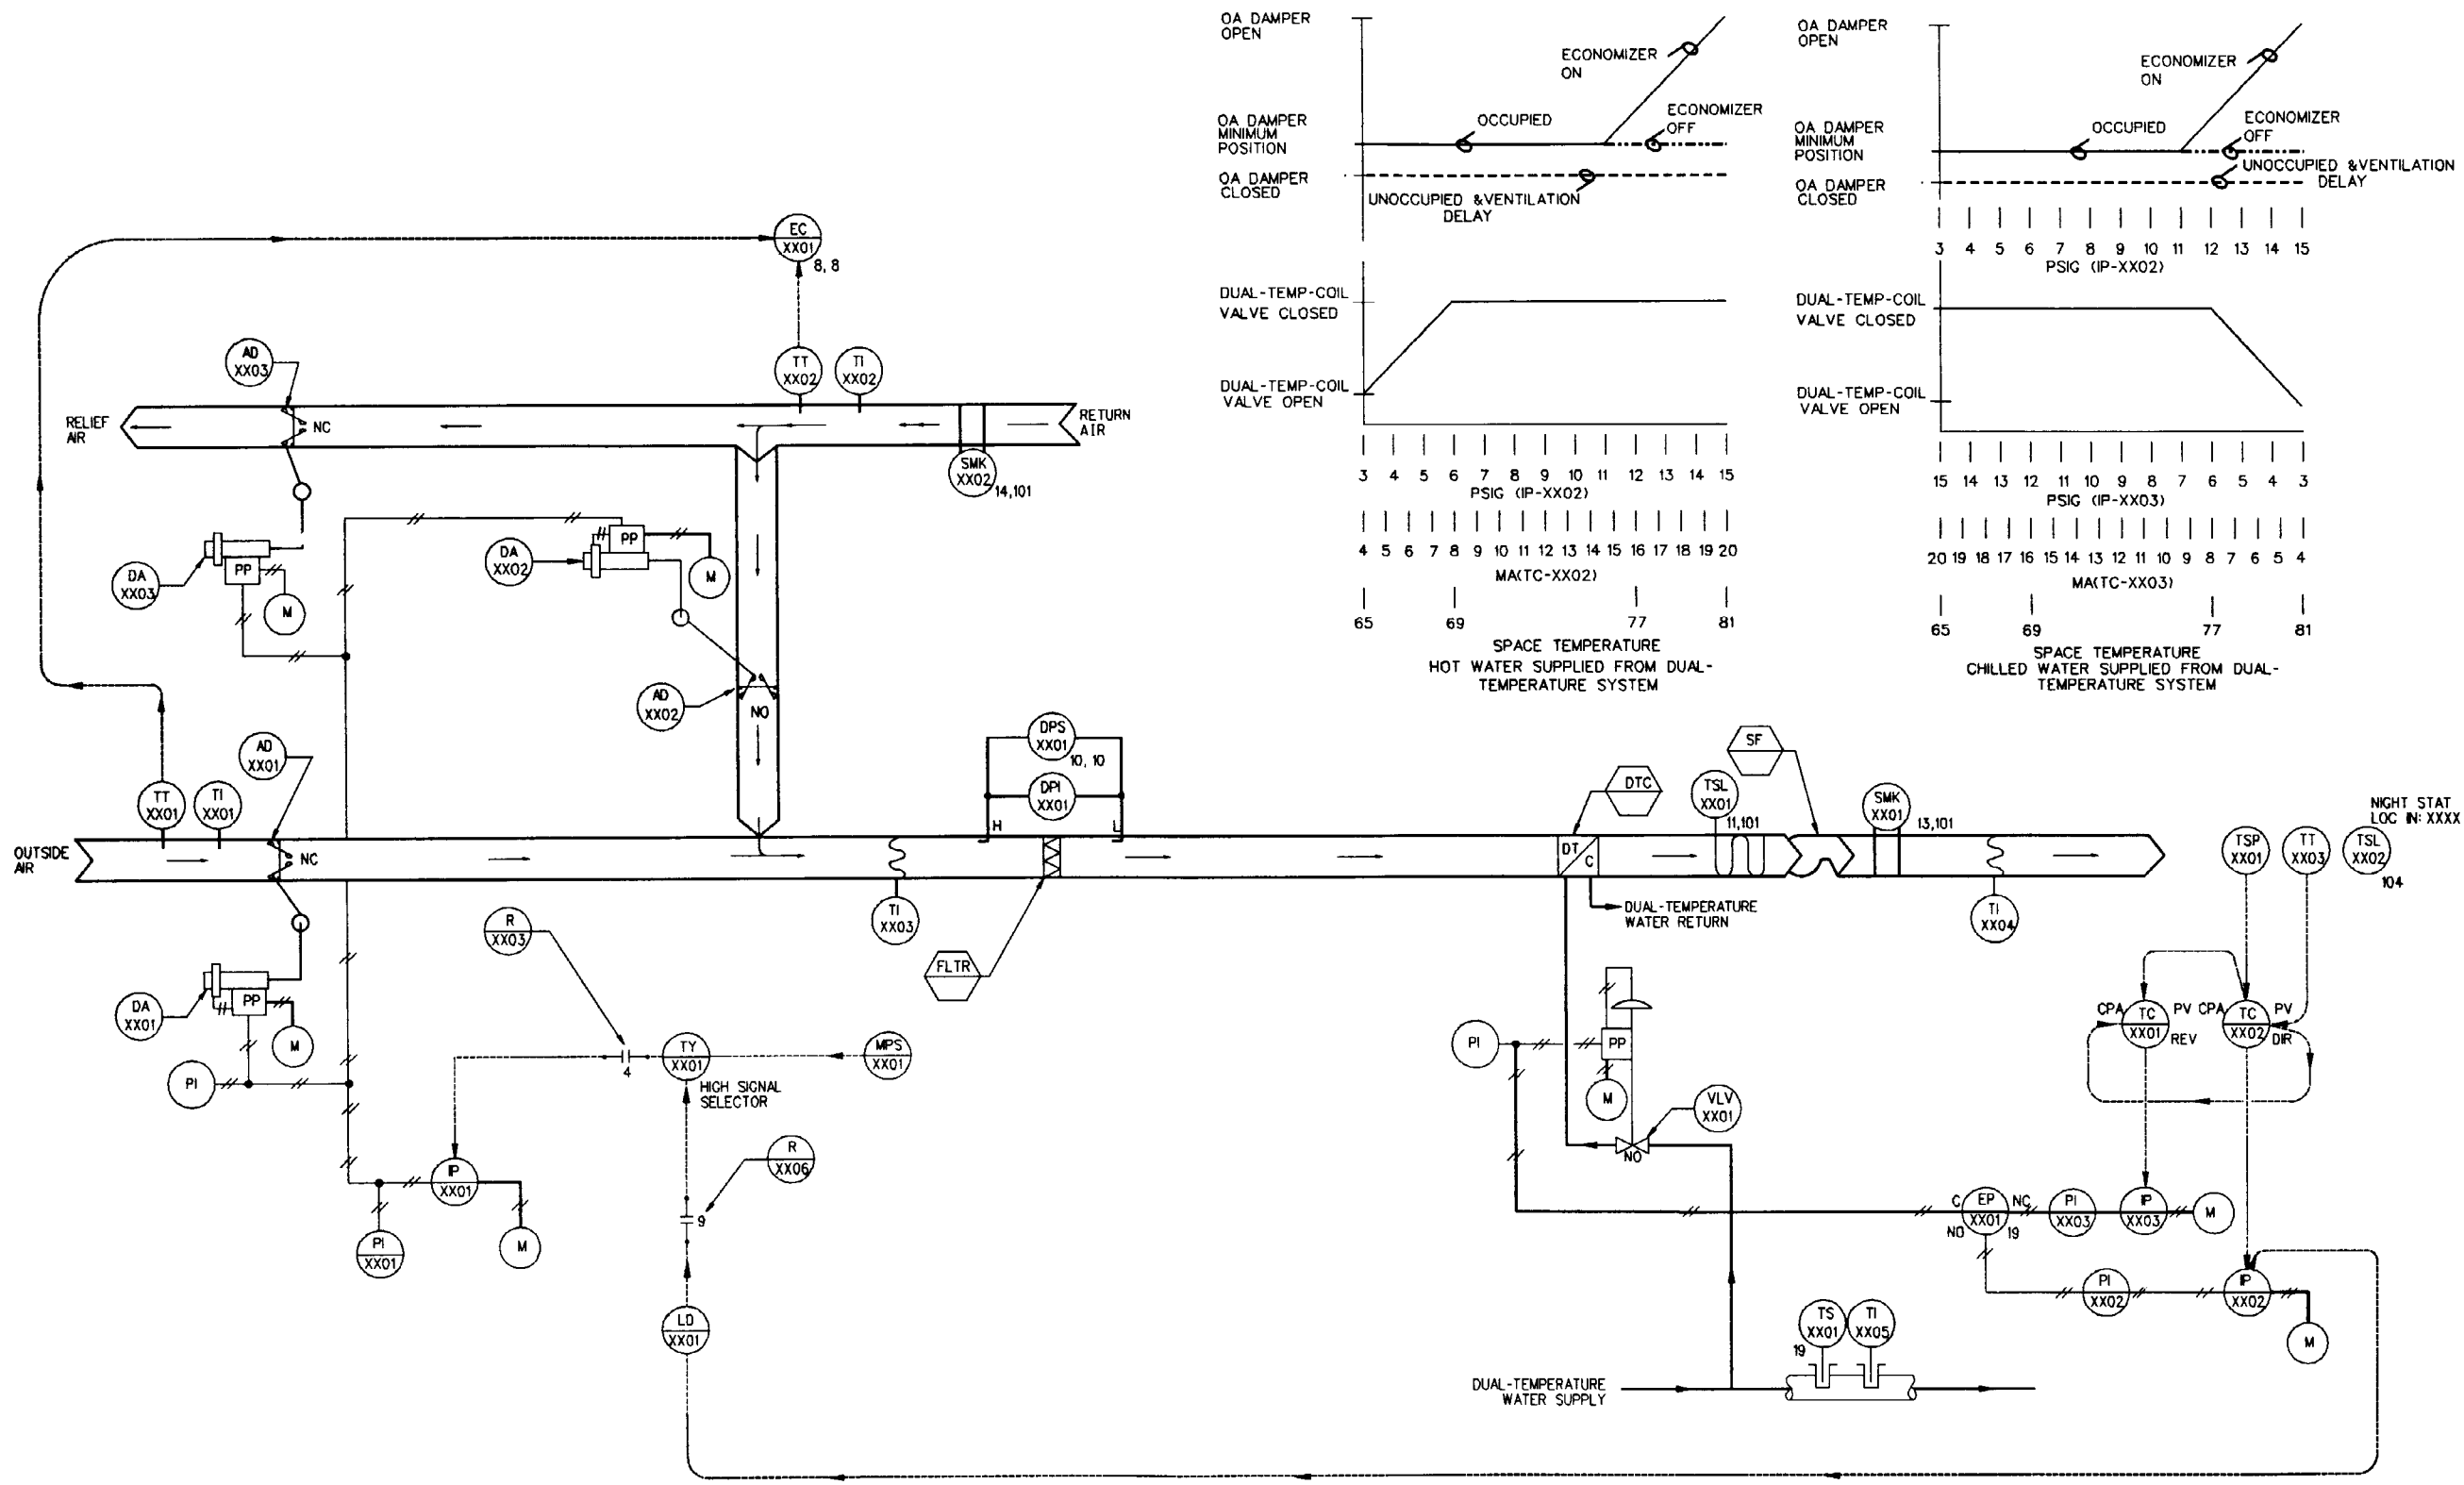 OA DAMPER
OPEN
ECONOMIZER
ON
OA DAMPER
MINIMUM
POSITION
OCCUPIED
ECONOMIZER
OFF
OA DAMPER
CLOSED
UNOCCUPIED &VENTILATION
DELAY
DUAL-TEMP-COIL
VALVE CLOSED
DUAL-TEMP-COIL
VALVE OPEN
3 4 5 6 7 8 9 10 11 12 13 14 15
PSIG (IP-XX02)
4 5 6 7 8 9 10 11 12 13 14 15 16 17 18 19 20
MA(TC-XX02)
65 69 77 81
SPACE TEMPERATURE
HOT WATER SUPPLIED FROM DUAL-
TEMPERATURE SYSTEM
OA DAMPER
OPEN
ECONOMIZER
ON
OA DAMPER
MINIMUM
POSITION
OCCUPIED
ECONOMIZER
OFF
UNOCCUPIED &VENTILATION
DELAY
OA DAMPER
CLOSED
3 4 5 6 7 8 9 10 11 12 13 14 15
PSIG (IP-XX02)
DUAL-TEMP-COIL
VALVE CLOSED
DUAL-TEMP-COIL
VALVE OPEN
15 14 13 12 11 10 9 8 7 6 5 4 3
PSIG (IP-XX03)
20 19 18 17 16 15 14 13 12 11 10 9 8 7 6 5 4
MA(TC-XX03)
65 69 77 81
SPACE TEMPERATURE
CHILLED WATER SUPPLIED FROM DUAL-
TEMPERATURE SYSTEM
EC
XX01
8, 8
AD
XX03
TT
XX02
TI
XX02
RELIEF
AIR
NC
RETURN
AIR
SMK
XX02
14,101
DA
XX03
PP
M
DA
XX02
PP
M
AD
XX02
NO
AD
XX01
TT
XX01
TI
XX01
OUTSIDE
AIR
NC
DPS
XX01
10, 10
DPI
XX01
H
L
TI
XX03
FLTR
DTC
DT
C
TSL
XX01
11,101
SF
SMK
XX01
13,101
TI
XX04
DUAL-TEMPERATURE
WATER RETURN
NIGHT STAT
LOC IN: XXXX
TSP
XX01
TT
XX03
TSL
XX02
104
DA
XX01
PP
M
PI
R
XX03
4
TY
XX01
HIGH SIGNAL
SELECTOR
MPS
XX01
R
XX06
9
IP
XX01
M
PI
XX01
LD
XX01
PI
PP
M
VLV
XX01
NO
CPA
TC
XX01
PV
REV
CPA
TC
XX02
PV
DIR
C
EP
XX01
NC
NO
19
PI
XX03
IP
XX03
M
PI
XX02
IP
XX02
M
TS
XX01
19
TI
XX05
DUAL-TEMPERATURE
WATER SUPPLY